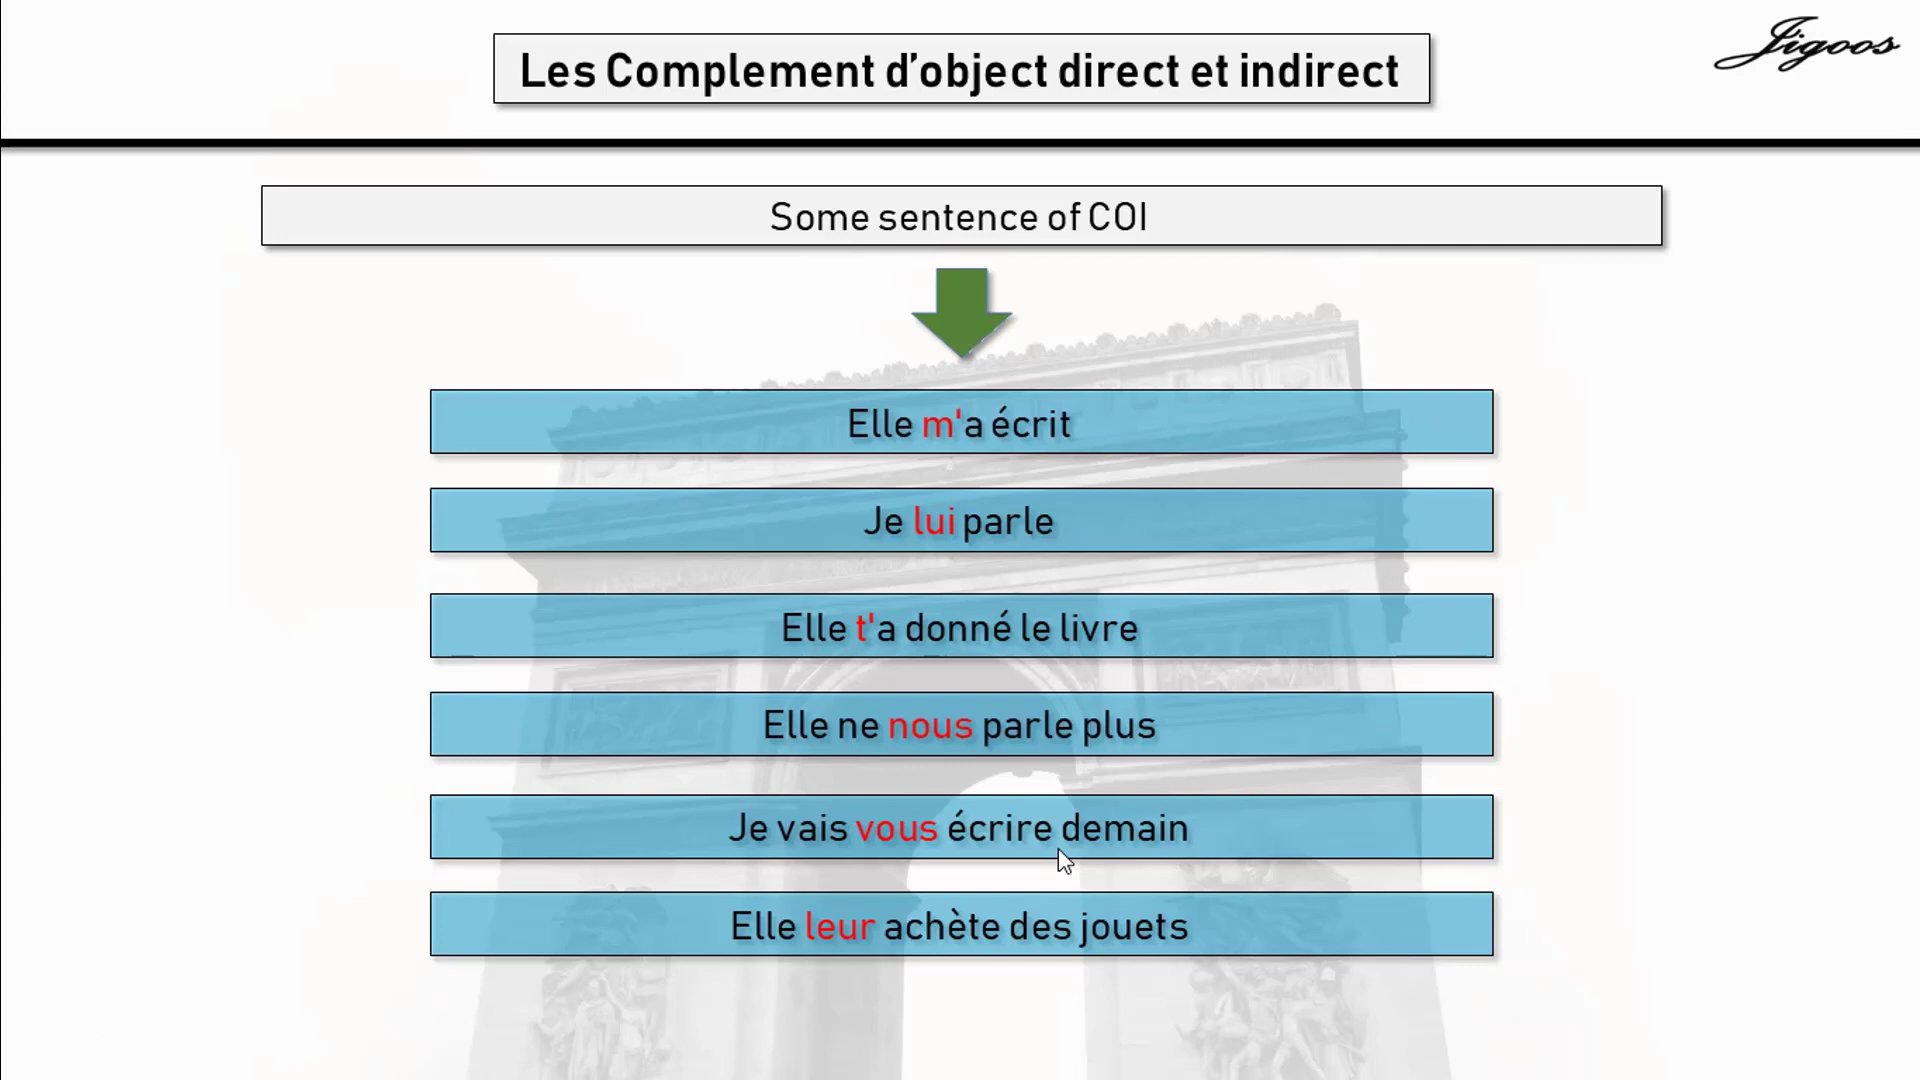 Les Complement d’object direct et indirect
Jigoos
Some sentence of COI
Elle m'a écrit
Je lui parle
Elle t'a donné le livre
Elle ne nous parle plus
Je vais vous écrire demain
Elle leur achète des jouets